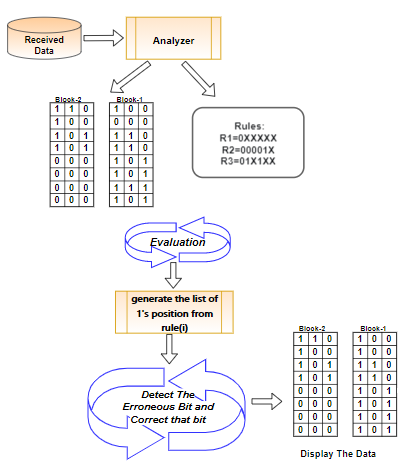 Received
Data
Analyzer
Block-2 Block-1
1 1 0 1 0 0
1 0 0 0 0 0
1 0 1 1 1 0
1 0 1 1 1 0
0 0 0 1 0 1
0 0 0 1 0 1
0 0 0 1 1 1
0 0 0 1 0 1
Rules:
R1=0XXXXX
R2=00001X
R3=01X1XX
Evaluation
generate the list of
1's position from
rule(i)
Detect The
Erroneous Bit and
Correct that bit
Block-2 Block-1
1 1 0 1 0 0
1 0 0 1 0 0
1 0 1 1 1 0
1 0 1 1 1 0
0 0 0 1 0 1
0 0 0 1 0 1
0 0 0 1 0 1
0 0 0 1 0 1
Display The Data